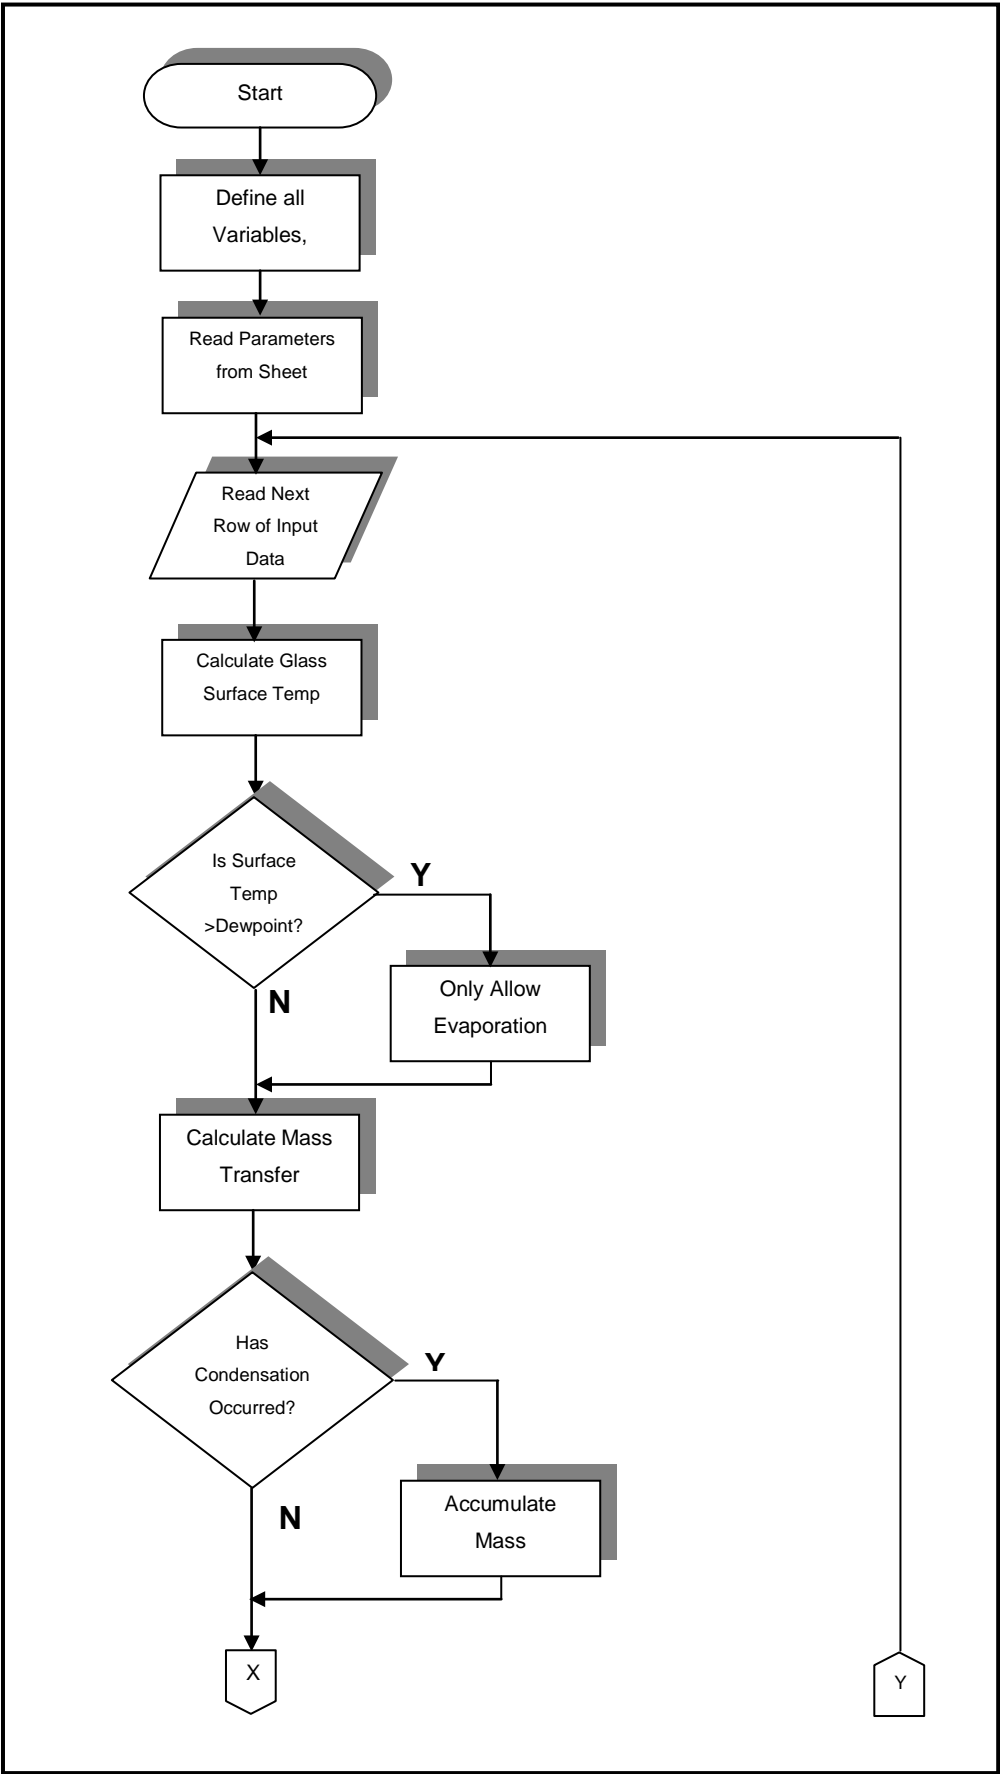 Start
Define all
Variables,
Read Parameters
from Sheet
Read Next
Row of Input
Data
Calculate Glass
Surface Temp
Is Surface
Temp
>Dewpoint?
Y
N
Only Allow
Evaporation
Calculate Mass
Transfer
Has
Condensation
Occurred?
Y
N
Accumulate
Mass
X
Y